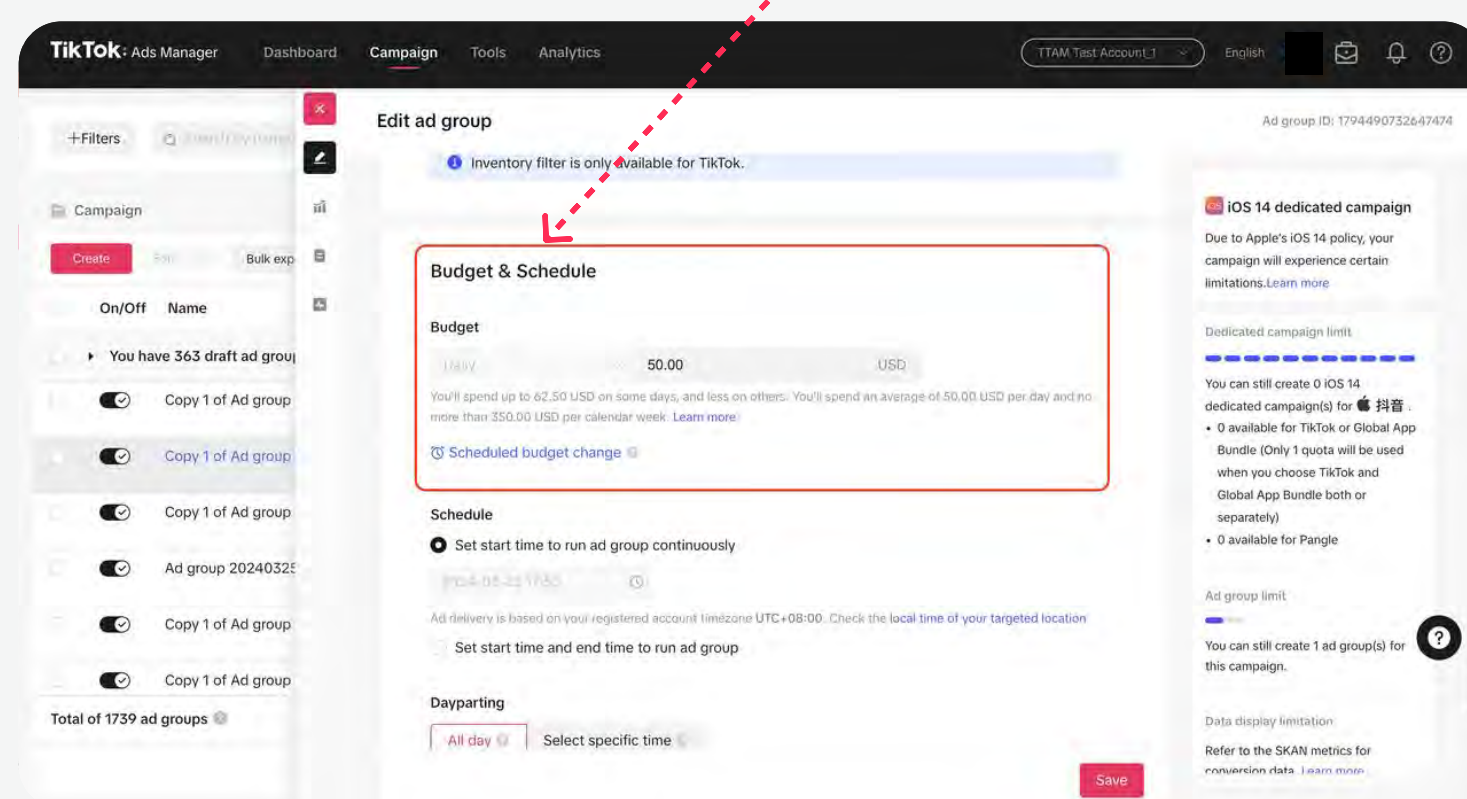 TikTok: Ads Manager
Dashboard
Campaign
Tools
Analytics
TTAM Test Account_1
English
+Filters
Campaign
Create
Bulk exp
On/Off
Name
You have 363 draft ad group
Copy 1 of Ad group
Copy 1 of Ad group
Copy 1 of Ad group
Ad group 20240325
Copy 1 of Ad group
Copy 1 of Ad group
Total of 1739 ad groups
Edit ad group
Ad group ID: 1794490732647474
Inventory filter is only available for TikTok.
Budget & Schedule
Budget
Daily
50.00
USD
You'll spend up to 62.50 USD on some days, and less on others. You'll spend an average of 50.00 USD per day and no
more than 350.00 USD per calendar week. Learn more
Scheduled budget change
Schedule
Set start time to run ad group continuously
Ad delivery is based on your registered account timezone UTC+08:00. Check the local time of your targeted location
Set start time and end time to run ad group
Dayparting
All day
Select specific time
Save
iOS 14 dedicated campaign
Due to Apple's iOS 14 policy, your
campaign will experience certain
limitations.Learn more
Dedicated campaign limit
You can still create 0 iOS 14
dedicated campaign(s) for 抖音 .
• 0 available for TikTok or Global App
Bundle (Only 1 quota will be used
when you choose TikTok and
Global App Bundle both or
separately)
• 0 available for Pangle
Ad group limit
You can still create 1 ad group(s) for
this campaign.
Data display limitation
Refer to the SKAN metrics for
conversion data. Learn more